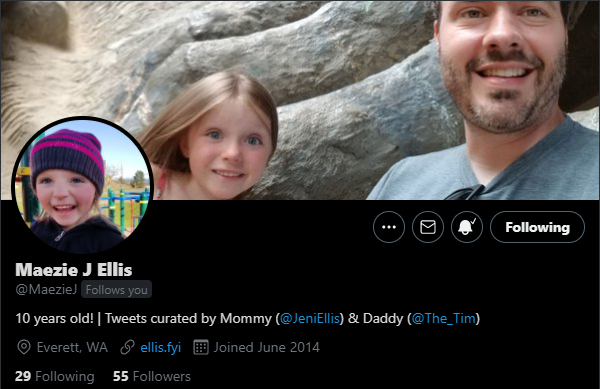 Following
Maezie J Ellis
@MaezieJ Follows you
10 years old! | Tweets curated by Mommy (@JeniEllis) & Daddy (@The_Tim)
Everett, WA ellis.fyi Joined June 2014
29 Following 55 Followers